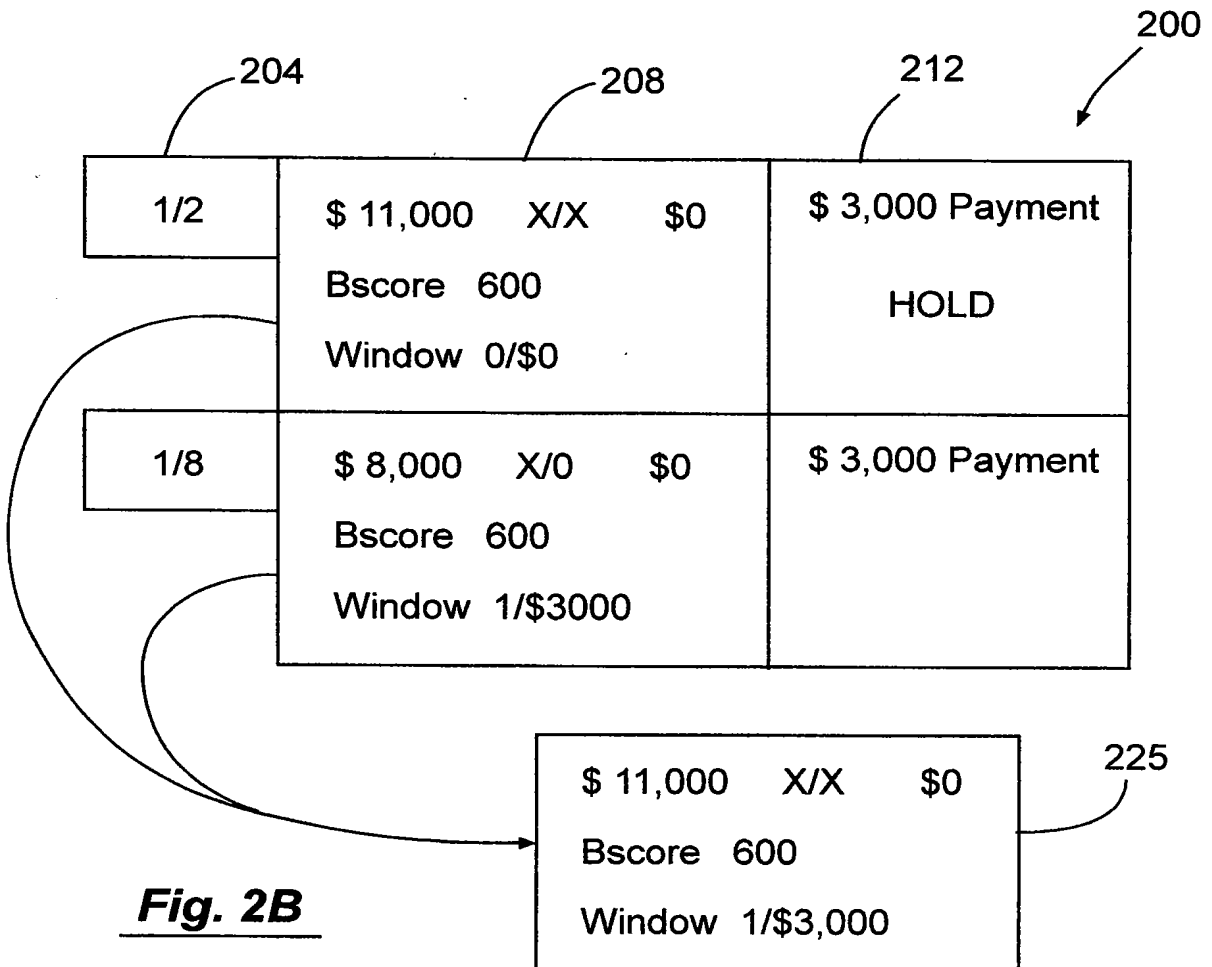 200
204
208
212
1/2
$ 11,000 X/X $0
$ 3,000 Payment
Bscore 600
HOLD
Window 0/$0
1/8
$ 8,000 X/0 $0
$ 3,000 Payment
Bscore 600
Window 1/$3000
225
$ 11,000 X/X $0
Bscore 600
Window 1/$3,000
Fig. 2B